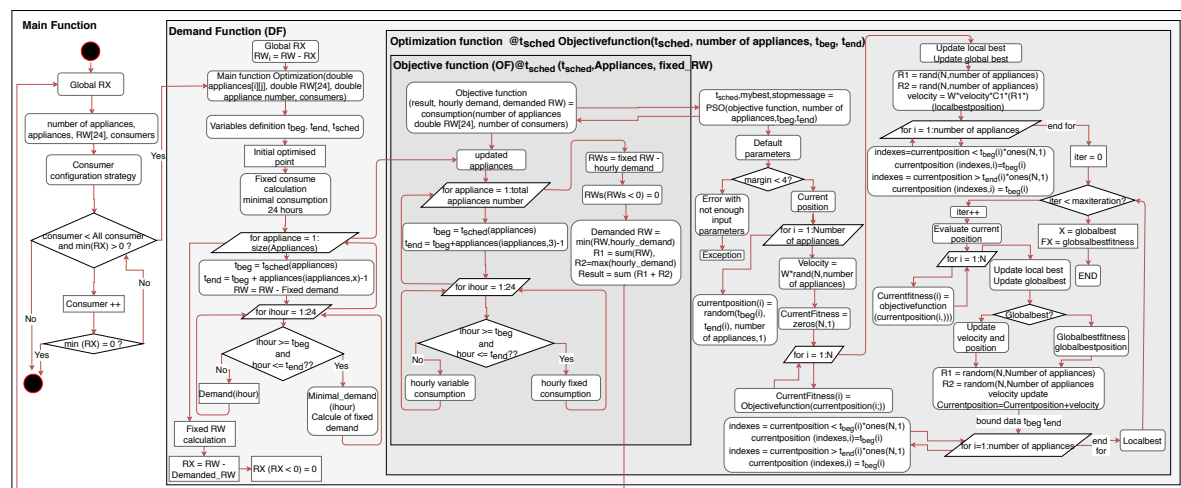 Main Function
Global RX
number of appliances,
appliances, RW[24], consumers
Consumer
configuration strategy
consumer < All consumer
and min(RX) > 0 ?
Yes
No
Consumer ++
No
min (RX) = 0 ?
Yes
Demand Function (DF)
Global RX
RWi = RW - RX
Main function Optimization(double
appliances[i][j], double RW[24], double
appliance number, consumers)
Variables definition tbeg, tend, tsched
Initial optimised
point
Fixed consume
calculation
minimal consumption
24 hours
for appliance = 1:
size(Appliances)
tbeg = tsched(appliances)
tend = tbeg + appliances(iappliances,x)-1
RW = RW - Fixed demand
for ihour = 1:24
ihour >= tbeg
and
hour <= tend??
No
Yes
Demand(ihour)
Minimal_demand
(ihour)
Calcule of fixed
demand
Fixed RW
calculation
RX = RW -
Demanded_RW
RX (RX < 0) = 0
Optimization function @tsched Objectivefunction(tsched, number of appliances, tbeg, tend)
Objective function (OF)@tsched (tsched,Appliances, fixed_RW)
Objective function
(result, hourly demand, demanded RW) =
consumption(number of appliances
double RW[24], number of consumers)
updated
appliances
for appliance = 1:total
appliances number
tbeg = tsched(appliances)
tend = tbeg+appliances(iappliances,3)-1
for ihour = 1:24
ihour >= tbeg
and
hour <= tend??
No
Yes
hourly variable
consumption
hourly fixed
consumption
RWs = fixed RW -
hourly demand
RWs(RWs < 0) = 0
Demanded RW =
min(RW,hourly_demand)
R1 = sum(RW),
R2=max(hourly_demand)
Result = sum (R1 + R2)
tsched,mybest,stopmessage =
PSO(objective function, number of
appliances,tbeg,tend)
Default
parameters
margin < 4?
Error with
not enough
input
parameters
Exception
Current
position
for i = 1:Number
of appliances
currentposition(i) =
random(tbeg(i),
tend(i), number
of appliances,1)
Velocity =
W*rand(N,number
of appliances)
CurrentFitness =
zeros(N,1)
for i = 1:N
CurrentFitness(i) =
Objectivefunction(currentposition(i;))
Update local best
Update global best
R1 = rand(N,number of appliances)
R2 = rand(N,number of appliances)
velocity = W*velocity*C1*(R1*)
(localbestposition)
for i = 1:number of appliances
end for
indexes=currentposition < tbeg(i)*ones(N,1)
currentposition (indexes,i)=tbeg(i)
indexes = currentposition > tend(i)*ones(N,1)
currentposition (indexes,i) = tbeg(i)
iter = 0
iter < maxiteration?
iter++
X = globalbest
FX = globsalbestfitness
END
Evaluate current
position
for i = 1:N
Currentfitness(i) =
objectivefunction
(currentposition(i,:)))
Update local best
Update globalbest
Globalbest?
Update
velocity and
position
Globalbestfitness
globalbestposition
R1 = random(N,Number of appliances)
R2 = random(N,Number of appliances
velocity update
Currentposition=Currentposition+velocity
bound data tbeg tend
for i=1:number of appliances
end
for
Localbest
indexes = currentposition < tbeg(i)*ones(N,1)
currentposition (indexes,i)=tbeg(i)
indexes = currentposition > tend(i)*ones(N,1)
currentposition (indexes,i) = tbeg(i)